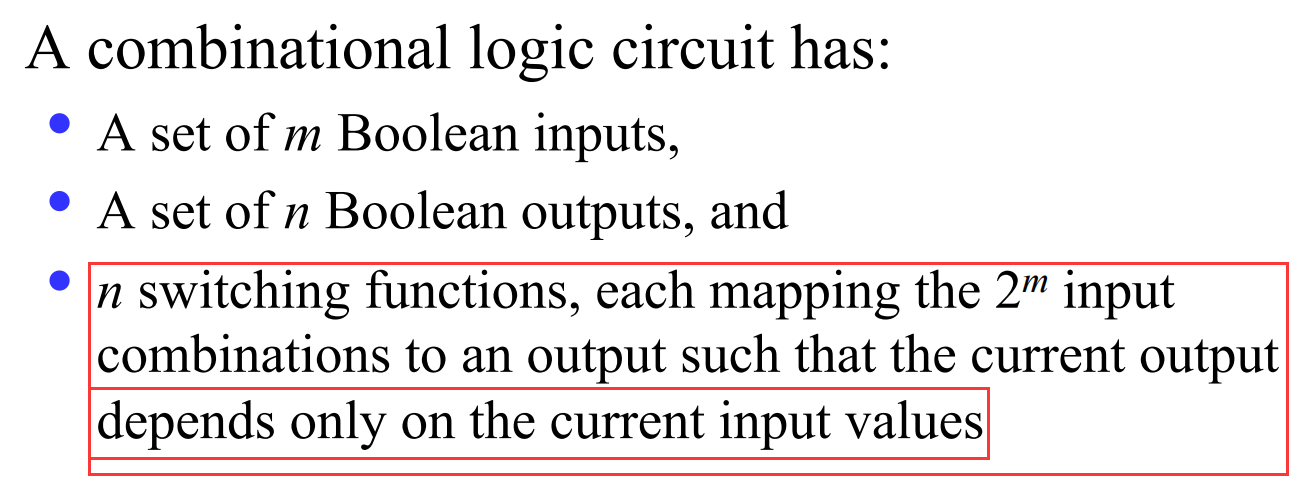 A combinational logic circuit has:
• A set of m Boolean inputs,
• A set of n Boolean outputs, and
• n switching functions, each mapping the 2ᵐ input
combinations to an output such that the current output
depends only on the current input values